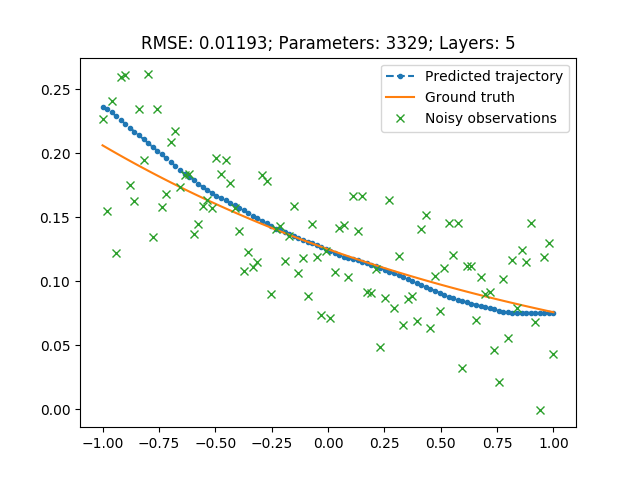 RMSE: 0.01193; Parameters: 3329; Layers: 5
Predicted trajectory
Ground truth
Noisy observations
0.25
0.20
0.15
0.10
0.05
0.00
−1.00 −0.75 −0.50 −0.25 0.00 0.25 0.50 0.75 1.00